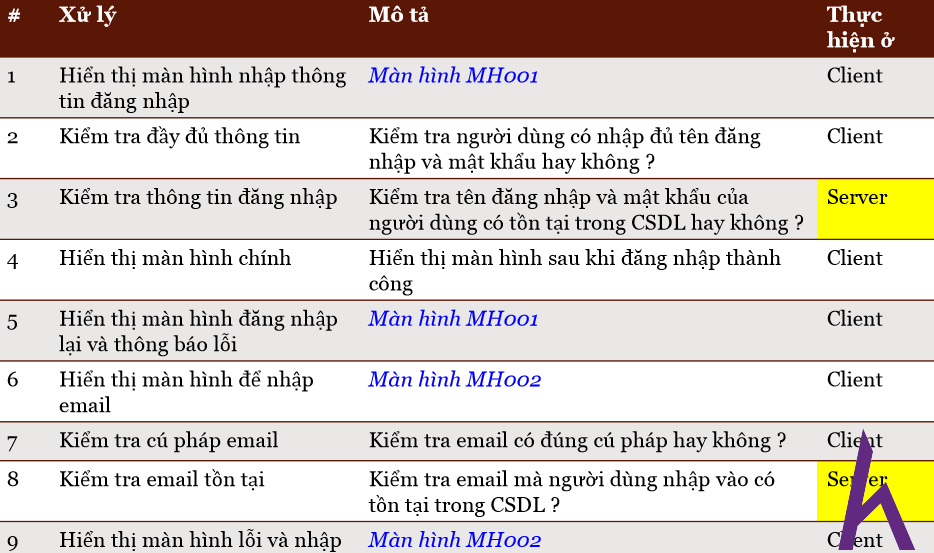 # Xử lý Mô tả Thực
hiện ở
1 Hiển thị màn hình nhập thông Màn hình MH001 Client
tin đăng nhập
2 Kiểm tra đầy đủ thông tin Kiểm tra người dùng có nhập đủ tên đăng Client
nhập và mật khẩu hay không ?
3 Kiểm tra thông tin đăng nhập Kiểm tra tên đăng nhập và mật khẩu của Server
người dùng có tồn tại trong CSDL hay không ?
4 Hiển thị màn hình chính Hiển thị màn hình sau khi đăng nhập thành Client
công
5 Hiển thị màn hình đăng nhập Màn hình MH001 Client
lại và thông báo lỗi
6 Hiển thị màn hình để nhập Màn hình MH002 Client
email
7 Kiểm tra cú pháp email Kiểm tra email có đúng cú pháp hay không ? Client
8 Kiểm tra email tồn tại Kiểm tra email mà người dùng nhập vào có Server
tồn tại trong CSDL ?
9 Hiển thị màn hình lỗi và nhập Màn hình MH002 Client